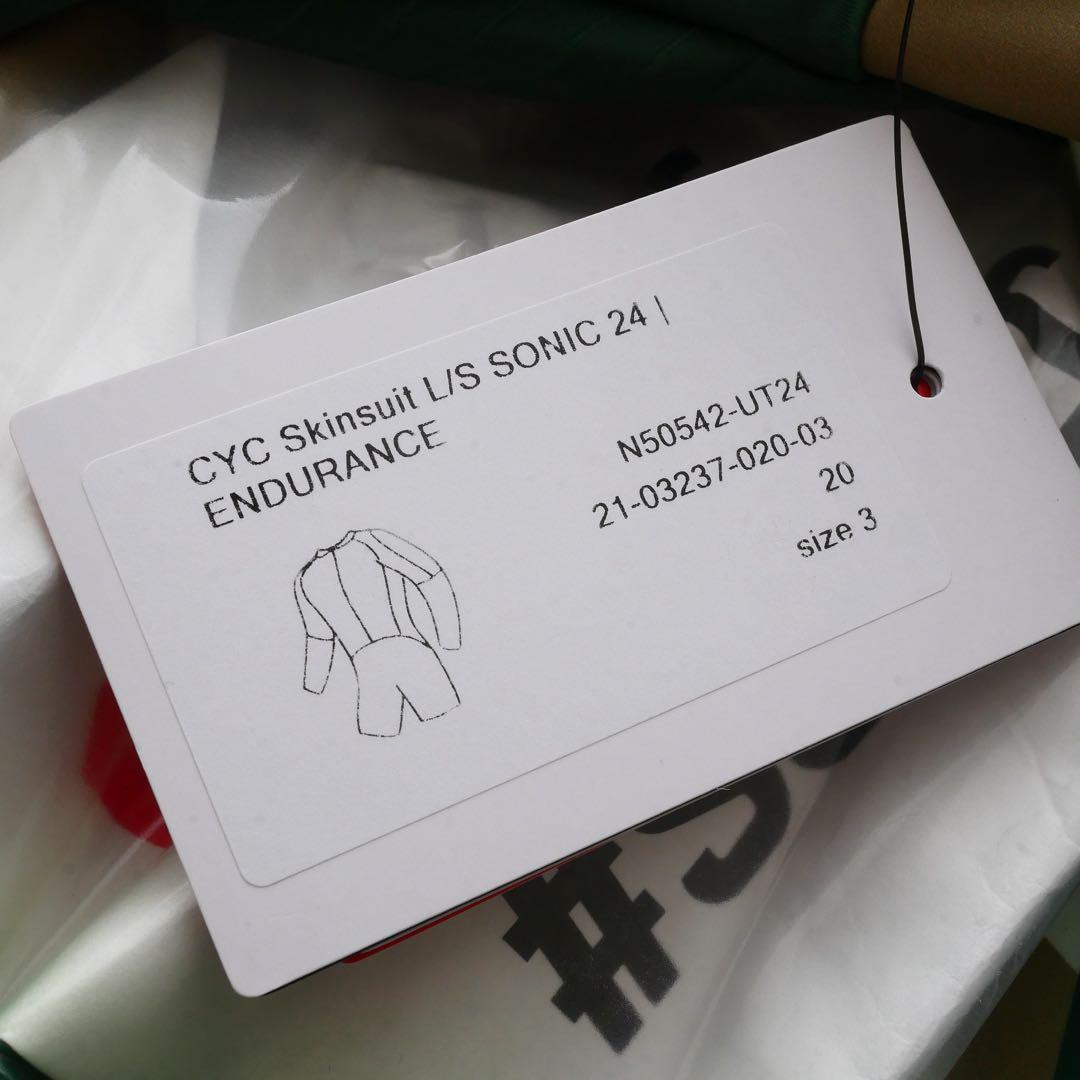 CYC Skinsuit L/S SONIC 24 |
ENDURANCE
N50542-UT24
21-03237-020-03
20
size 3
#